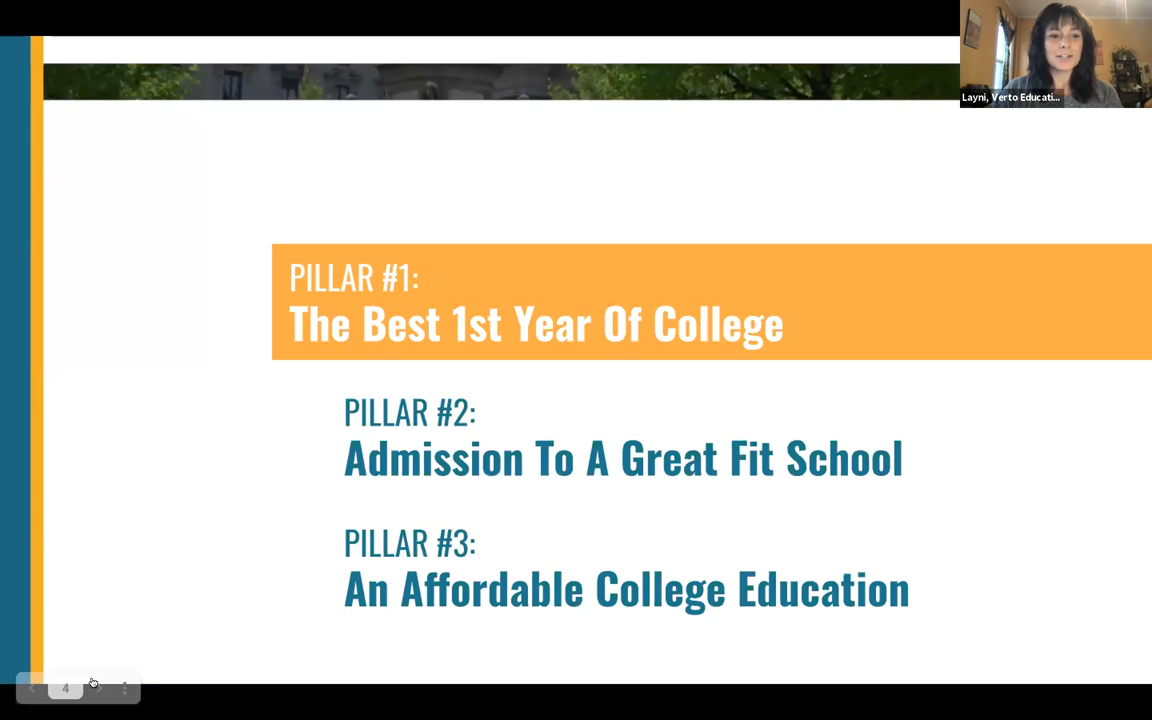 Layni, Verto Educati...
PILLAR #1:
The Best 1st Year Of College
PILLAR #2:
Admission To A Great Fit School
PILLAR #3:
An Affordable College Education
4